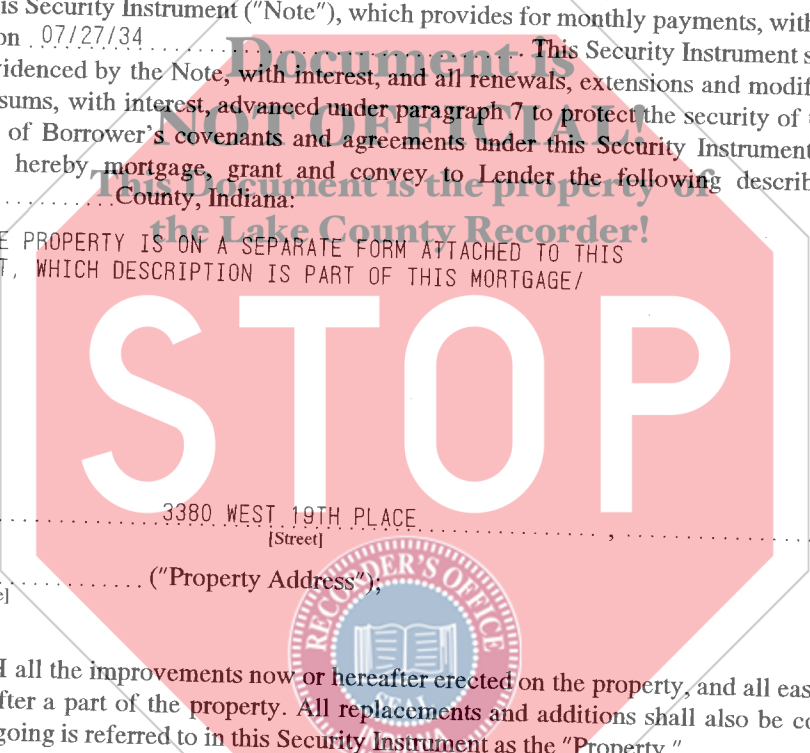 is Security Instrument ("Note"), which provides for monthly payments, with
on 07/27/34 This Security Instrument s
Document is
videnced by the Note, with interest, and all renewals, extensions and modif
sums, with interest, advanced under paragraph 7 to protect the security of
NOT OFFICIAL!
of Borrower's covenants and agreements under this Security Instrument
hereby mortgage, grant and convey to Lender the following describ
This Document is the property of
County, Indiana:
the Lake County Recorder!
E PROPERTY IS ON A SEPARATE FORM ATTACHED TO THIS
T, WHICH DESCRIPTION IS PART OF THIS MORTGAGE/
STOP
3380 WEST 19TH PLACE ,
[Street]
("Property Address");
e]
RECORDER'S OFFICE
H all the improvements now or hereafter erected on the property, and all eas
fter a part of the property. All replacements and additions shall also be co
SEAL
going is referred to in this Security Instrument as the "Property."